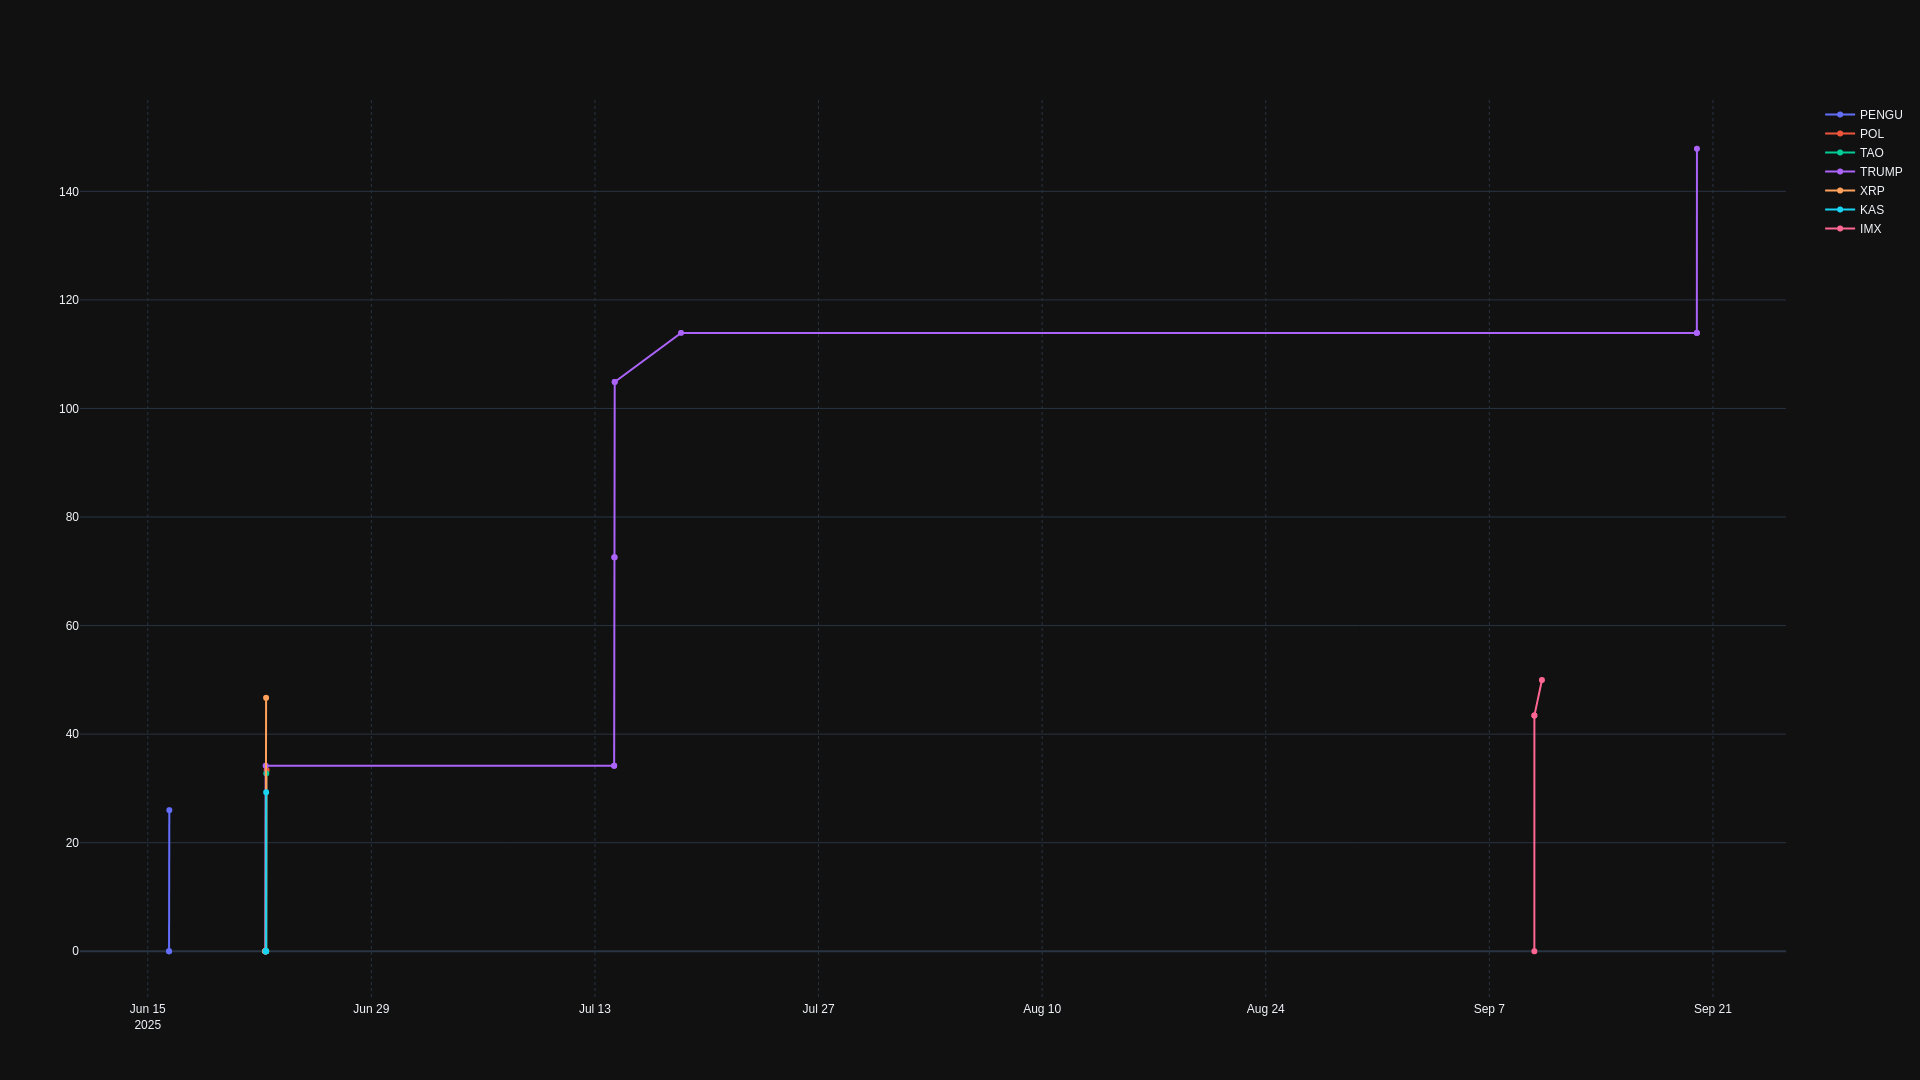 PENGU
POL
TAO
TRUMP
XRP
KAS
IMX
140
120
100
80
60
40
20
0
Jun 15
2025
Jun 29
Jul 13
Jul 27
Aug 10
Aug 24
Sep 7
Sep 21